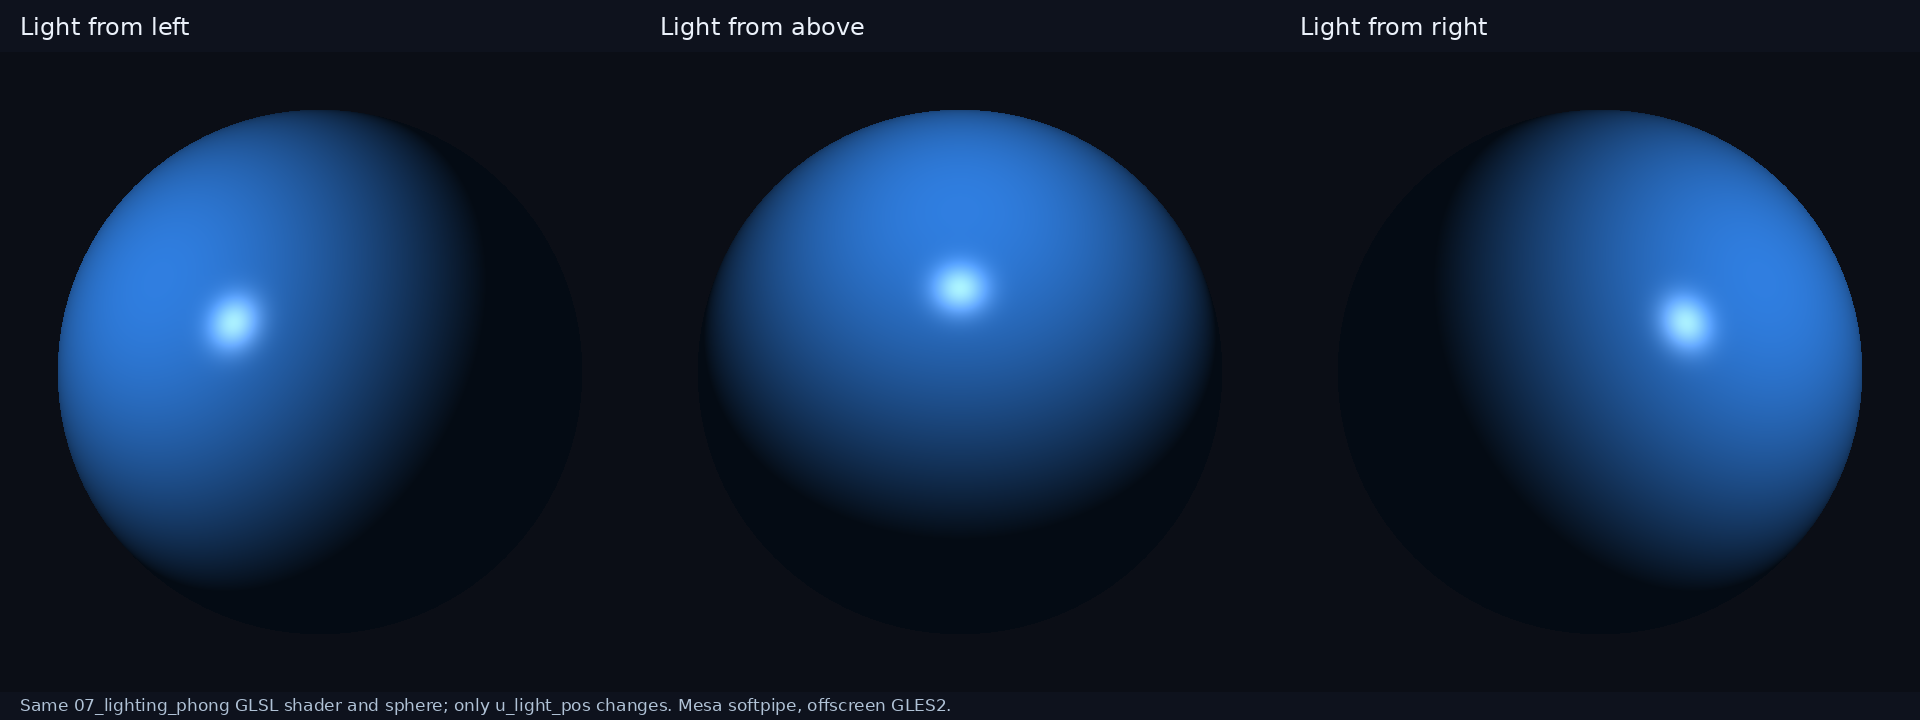 Light from left
Light from above
Light from right
Same 07_lighting_phong GLSL shader and sphere; only u_light_pos changes. Mesa softpipe, offscreen GLES2.